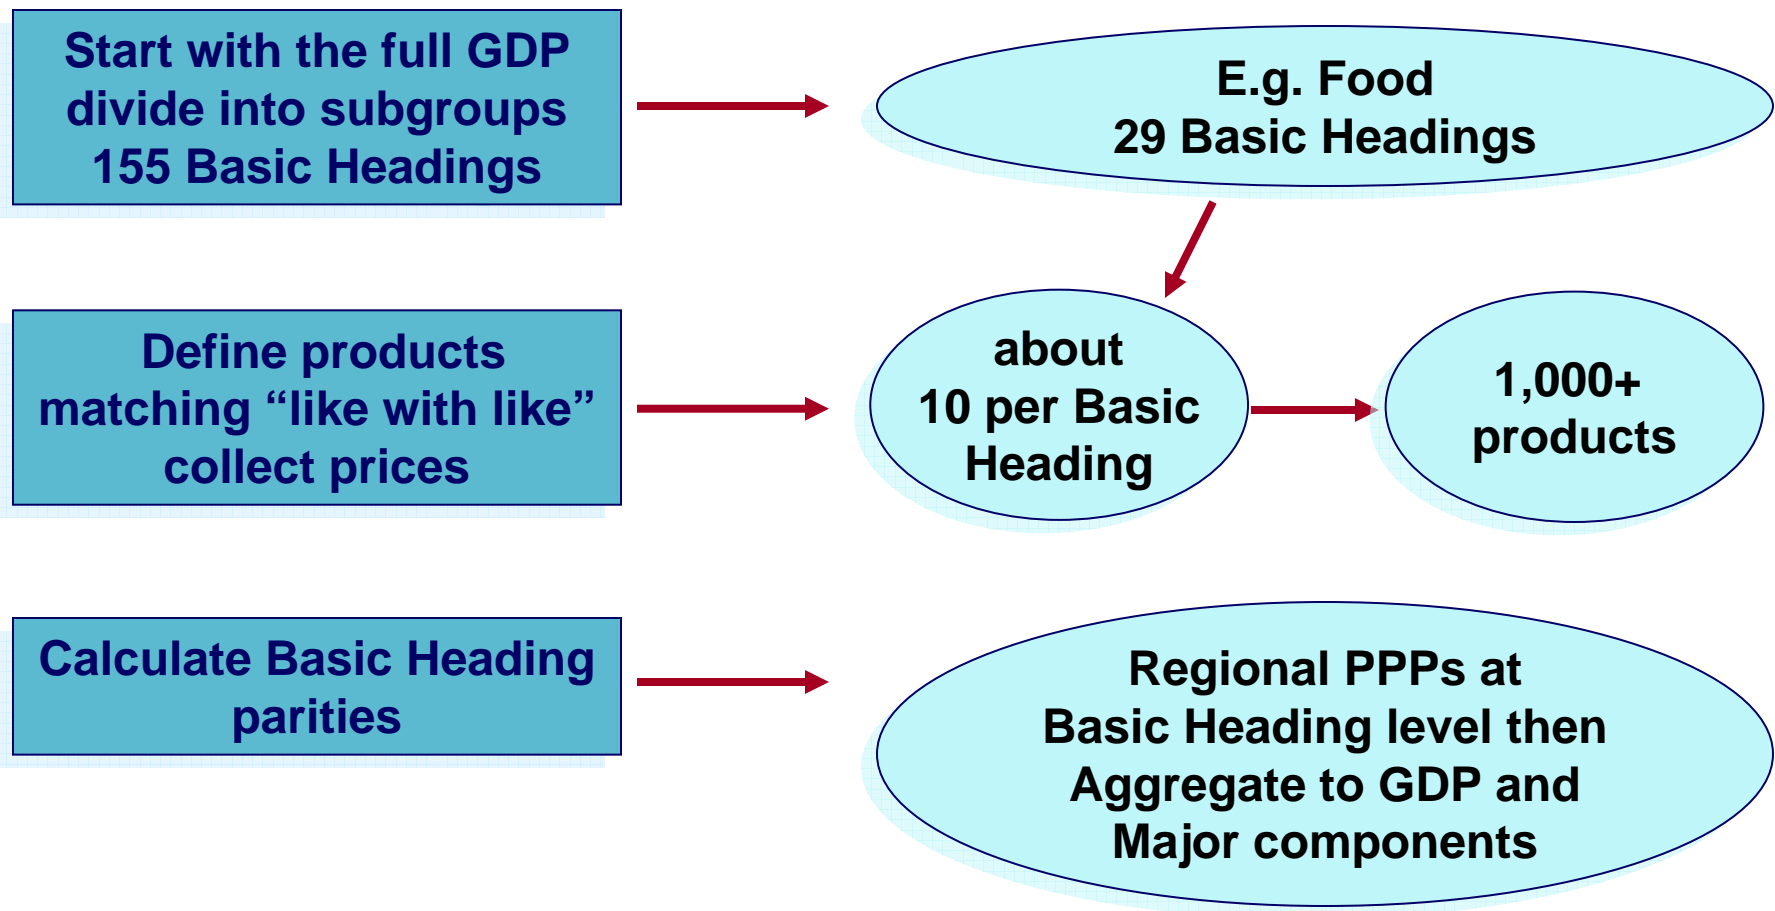 Start with the full GDP
divide into subgroups
155 Basic Headings
E.g. Food
29 Basic Headings
Define products
matching “like with like”
collect prices
about
10 per Basic
Heading
1,000+
products
Calculate Basic Heading
parities
Regional PPPs at
Basic Heading level then
Aggregate to GDP and
Major components